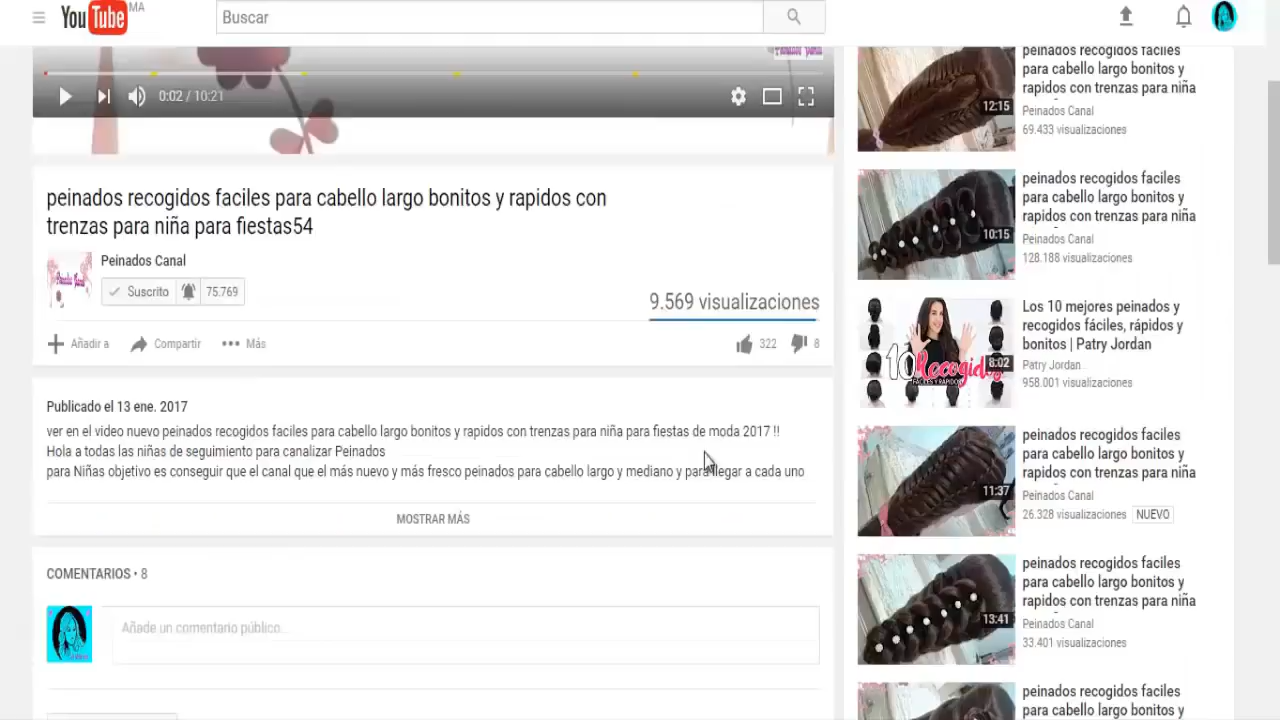 YouTube MA
Buscar
0:02 / 10:21
peinados recogidos faciles para cabello largo bonitos y rapidos con
trenzas para niña para fiestas54
Peinados Canal
Suscrito 75.769
9.569 visualizaciones
Añadir a Compartir Más 322 8
Publicado el 13 ene. 2017
ver en el video nuevo peinados recogidos faciles para cabello largo bonitos y rapidos con trenzas para niña para fiestas de moda 2017 !!
Hola a todas las niñas de seguimiento para canalizar Peinados
para Niñas objetivo es conseguir que el canal que el más nuevo y más fresco peinados para cabello largo y mediano y para llegar a cada uno
MOSTRAR MÁS
COMENTARIOS • 8
Añade un comentario público...
peinados recogidos faciles
para cabello largo bonitos y
rapidos con trenzas para niña
12:15
Peinados Canal
69.433 visualizaciones
peinados recogidos faciles
para cabello largo bonitos y
rapidos con trenzas para niña
10:15
Peinados Canal
128.188 visualizaciones
10 Recogidos
FÁCILES Y RÁPIDOS
8:02
Los 10 mejores peinados y
recogidos fáciles, rápidos y
bonitos | Patry Jordan
Patry Jordan
958.001 visualizaciones
peinados recogidos faciles
para cabello largo bonitos y
rapidos con trenzas para niña
11:37
Peinados Canal
26.328 visualizaciones NUEVO
peinados recogidos faciles
para cabello largo bonitos y
rapidos con trenzas para niña
13:41
Peinados Canal
33.401 visualizaciones
peinados recogidos faciles
para cabello largo bonitos y